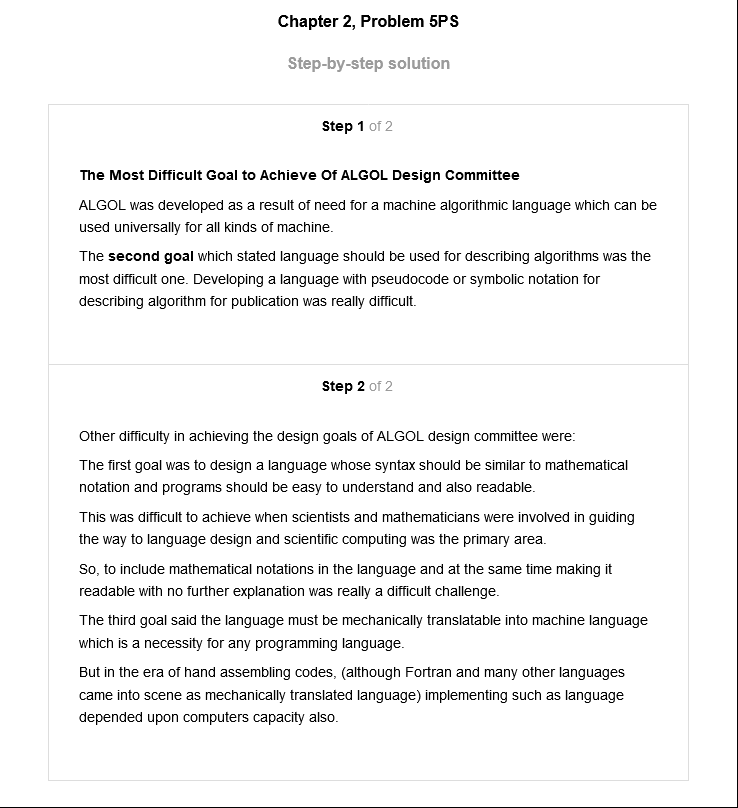 Chapter 2, Problem 5PS
Step-by-step solution
Step 1 of 2
The Most Difficult Goal to Achieve Of ALGOL Design Committee
ALGOL was developed as a result of need for a machine algorithmic language which can be
used universally for all kinds of machine.
The second goal which stated language should be used for describing algorithms was the
most difficult one. Developing a language with pseudocode or symbolic notation for
describing algorithm for publication was really difficult.
Step 2 of 2
Other difficulty in achieving the design goals of ALGOL design committee were:
The first goal was to design a language whose syntax should be similar to mathematical
notation and programs should be easy to understand and also readable.
This was difficult to achieve when scientists and mathematicians were involved in guiding
the way to language design and scientific computing was the primary area.
So, to include mathematical notations in the language and at the same time making it
readable with no further explanation was really a difficult challenge.
The third goal said the language must be mechanically translatable into machine language
which is a necessity for any programming language.
But in the era of hand assembling codes, (although Fortran and many other languages
came into scene as mechanically translated language) implementing such as language
depended upon computers capacity also.